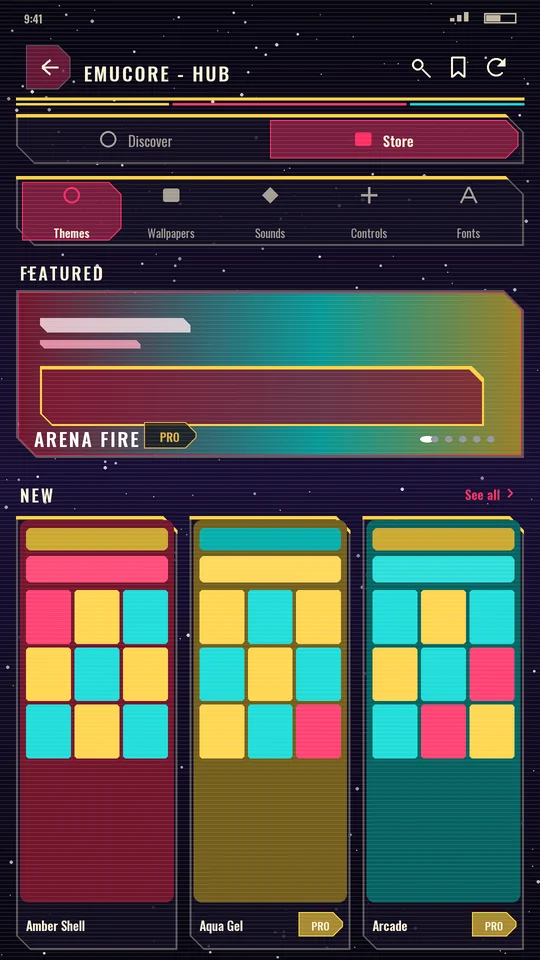 9:41
EMUCORE - HUB
Discover
Store
Themes
Wallpapers
Sounds
Controls
Fonts
FEATURED
ARENA FIRE
PRO
NEW
See all
Amber Shell
Aqua Gel
PRO
Arcade
PRO